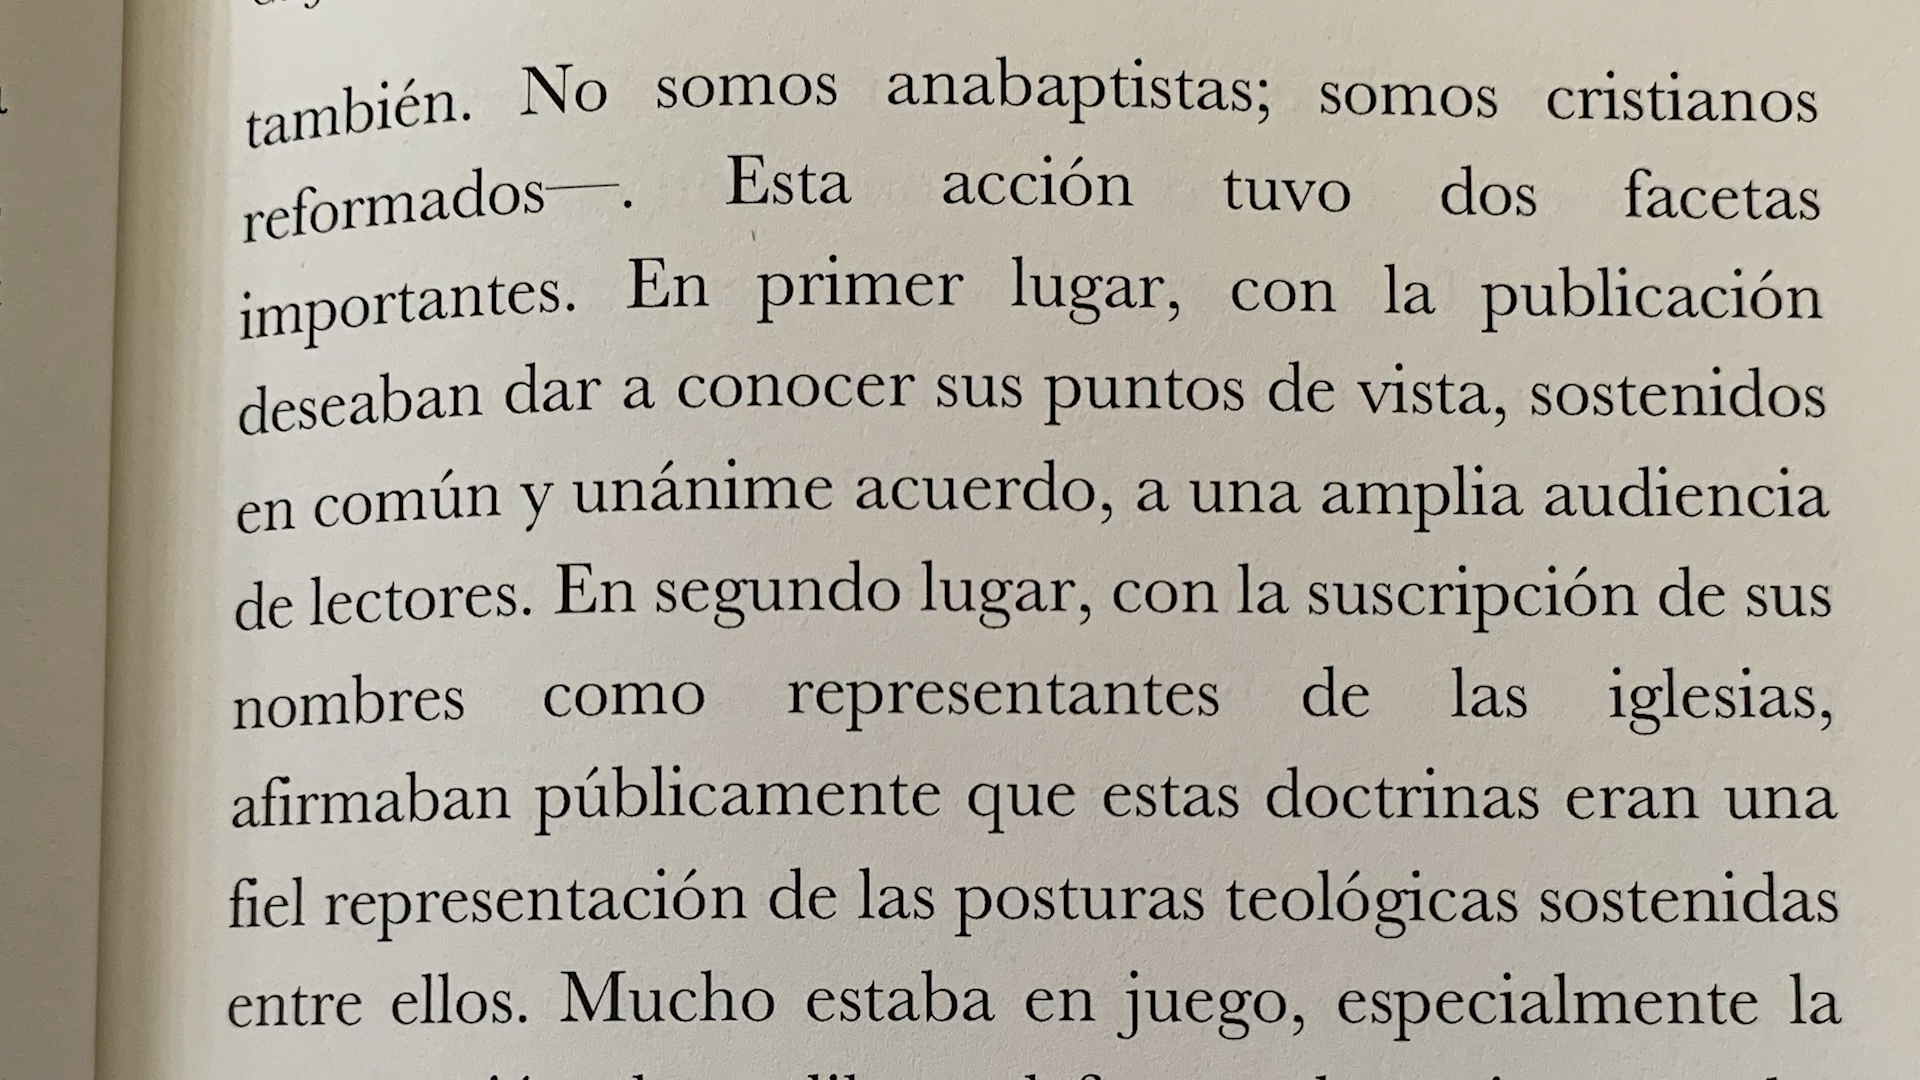 también. No somos anabaptistas; somos cristianos
reformados—. Esta acción tuvo dos facetas
importantes. En primer lugar, con la publicación
deseaban dar a conocer sus puntos de vista, sostenidos
en común y unánime acuerdo, a una amplia audiencia
de lectores. En segundo lugar, con la suscripción de sus
nombres como representantes de las iglesias,
afirmaban públicamente que estas doctrinas eran una
fiel representación de las posturas teológicas sostenidas
entre ellos. Mucho estaba en juego, especialmente la